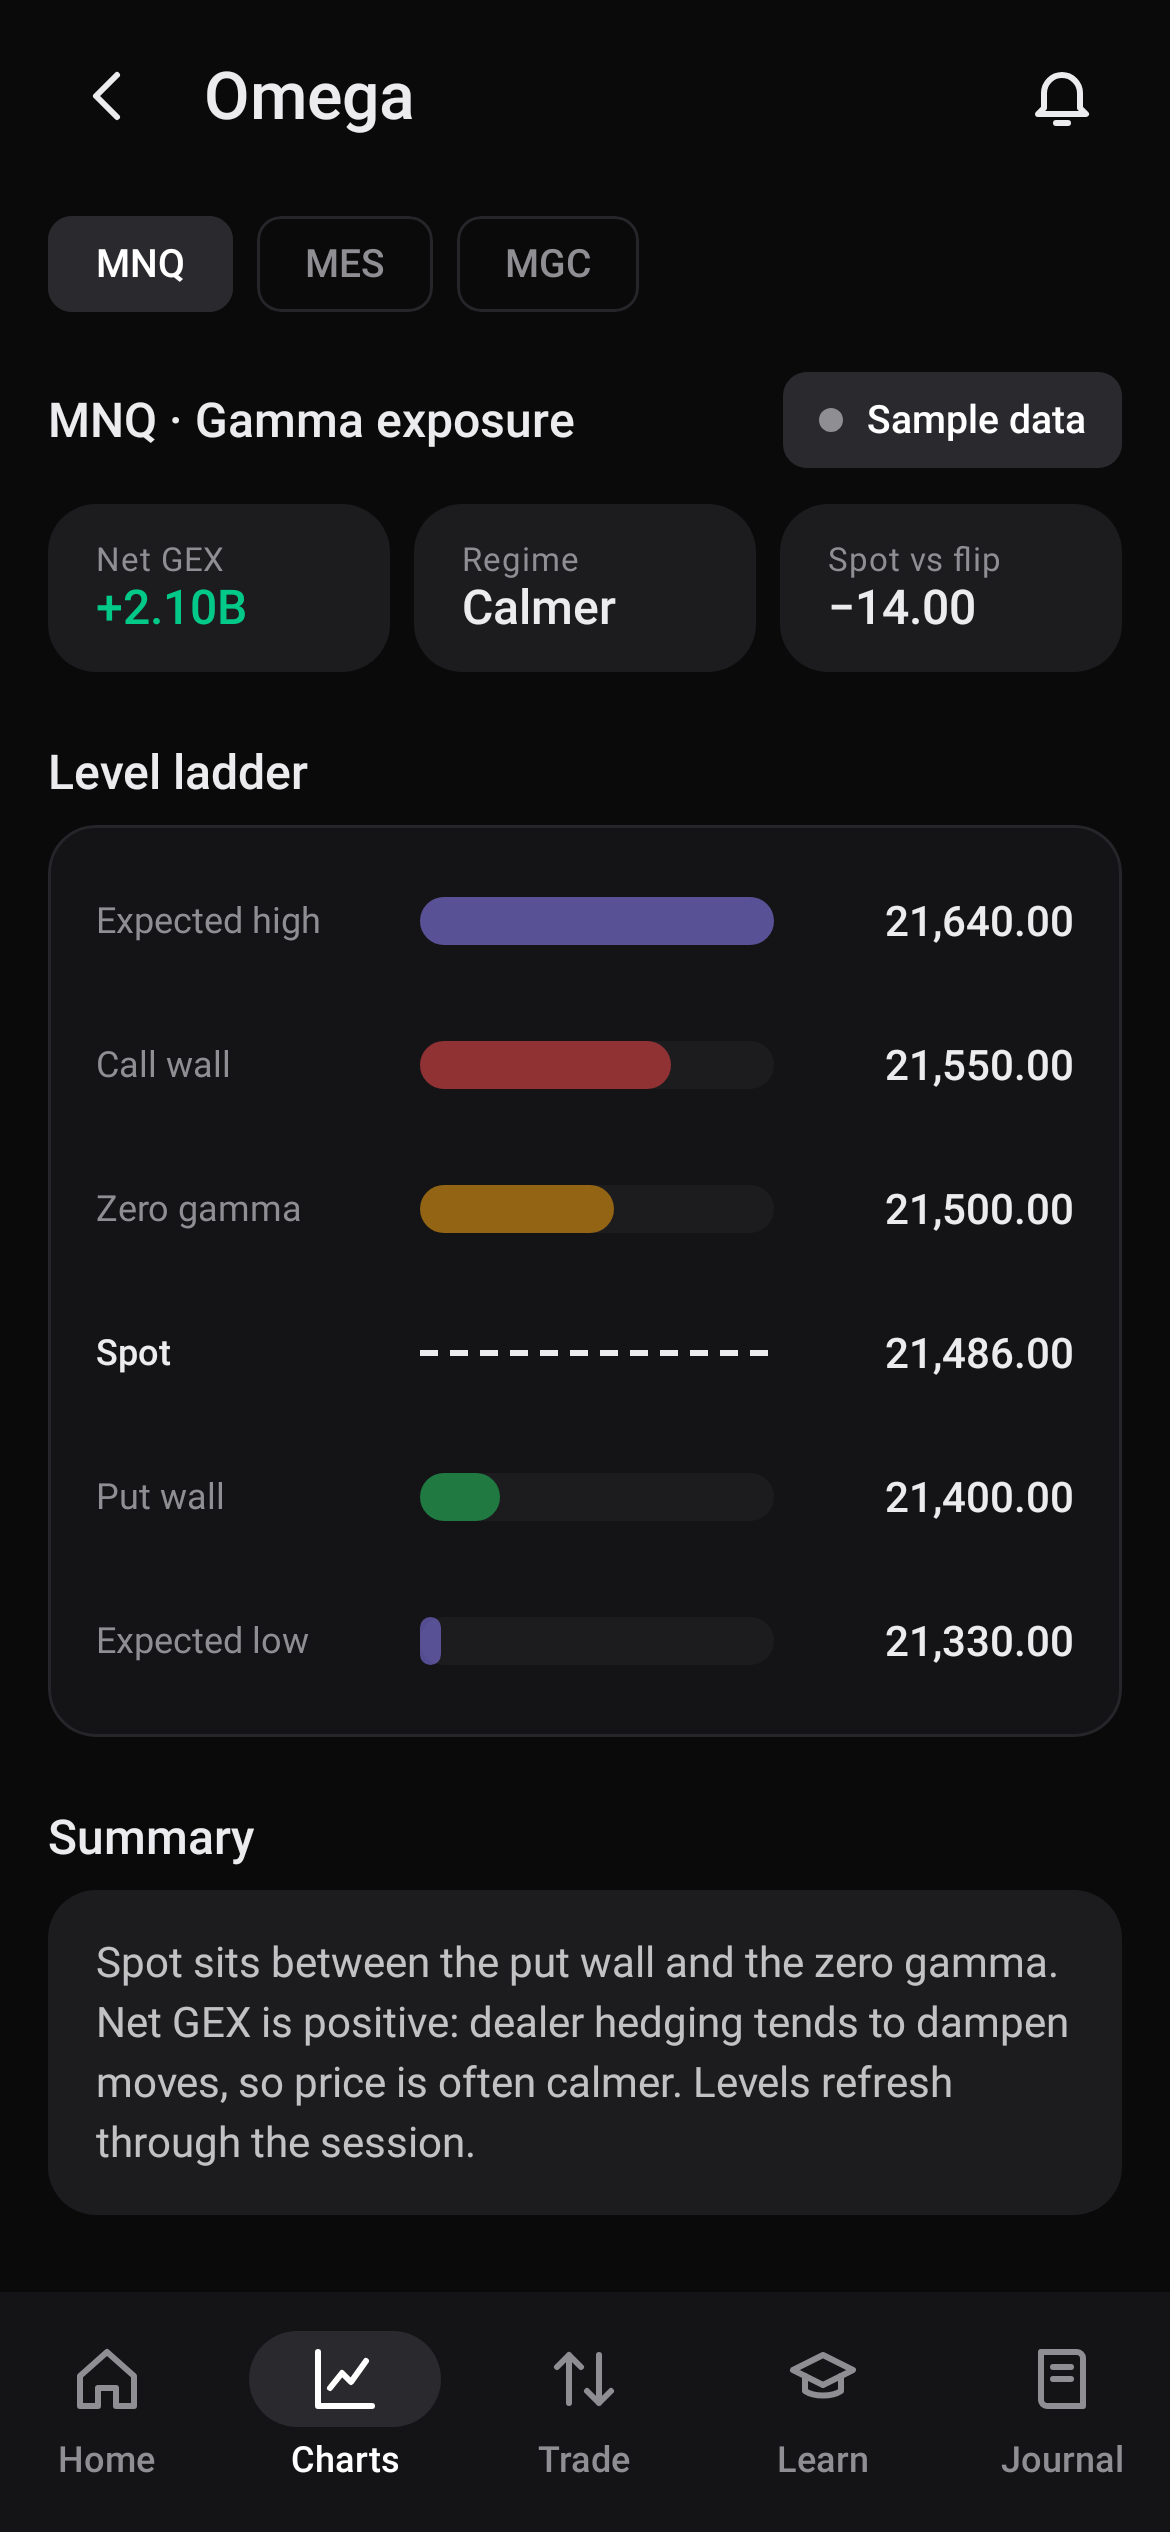 Omega
MNQ
MES
MGC
MNQ · Gamma exposure
Sample data
Net GEX
+2.10B
Regime
Calmer
Spot vs flip
−14.00
Level ladder
Expected high
21,640.00
Call wall
21,550.00
Zero gamma
21,500.00
Spot
21,486.00
Put wall
21,400.00
Expected low
21,330.00
Summary
Spot sits between the put wall and the zero gamma.
Net GEX is positive: dealer hedging tends to dampen
moves, so price is often calmer. Levels refresh
through the session.
Home
Charts
Trade
Learn
Journal